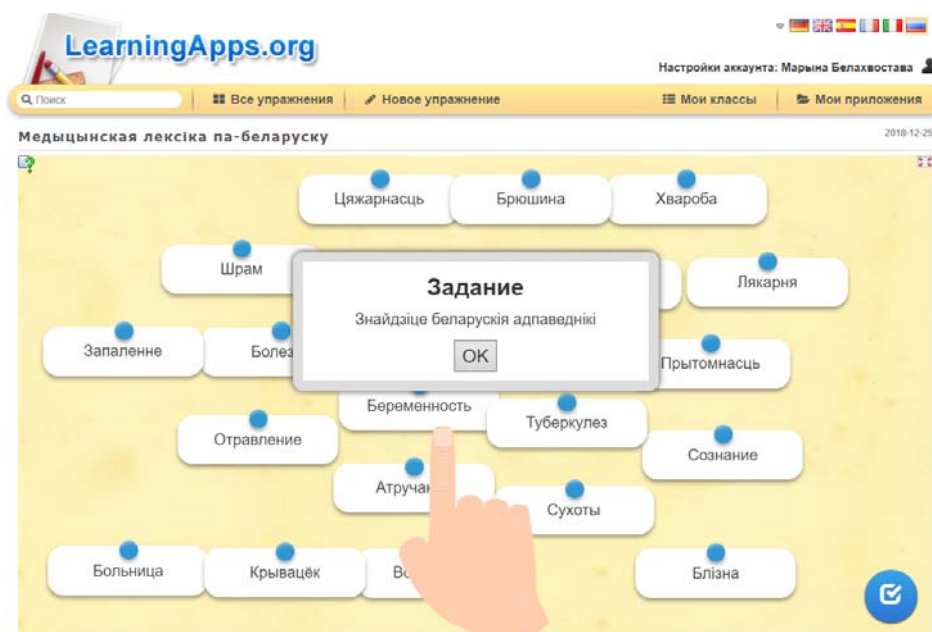 LearningApps.org
Настройки аккаунта: Марына Белахвостава
Поиск
Все упражнения
Новое упражнение
Мои классы
Мои приложения
Медыцынская лексіка па-беларуску
2018-12-25
Цяжарнасць
Брюшина
Хвароба
Шрам
Лякарня
Задание
Знайдзіце беларускія адпаведнікі
OK
Запаленне
Прытомнасць
Беременность
Туберкулез
Отравление
Сознание
Сухоты
Больница
Крывацёк
Блізна